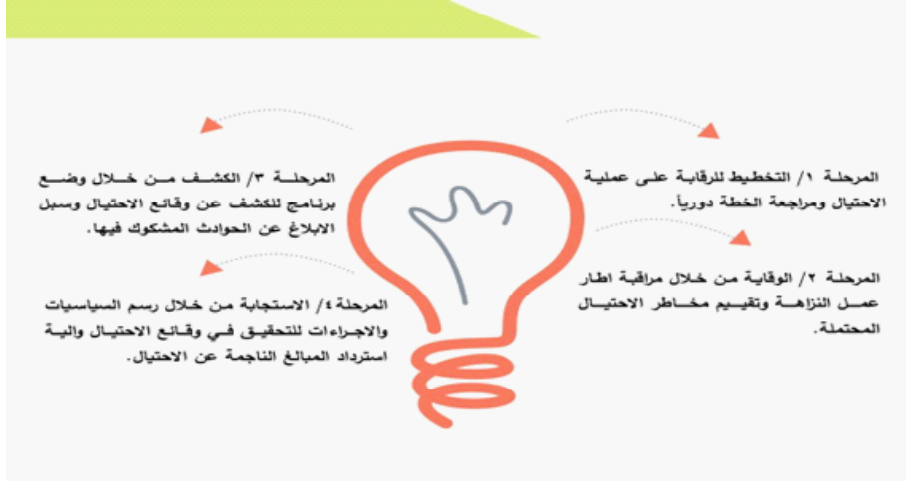 المرحلة ١/ التخطيط للرقابة على عملية
الاحتيال ومراجعة الخطة دورياً.
المرحلة ٢/ الوقاية من خلال مراقبة اطار
عمل النزاهة وتقييم مخاطر الاحتيال
المحتملة.
المرحلة ٣/ الكشف من خلال وضع
برنامج للكشف عن وقائع الاحتيال وسبل
الابلاغ عن الحوادث المشكوك فيها.
المرحلة ٤/ الاستجابة من خلال رسم السياسيات
والاجراءات للتحقيق في وقائع الاحتيال والية
استرداد المبالغ الناجمة عن الاحتيال.